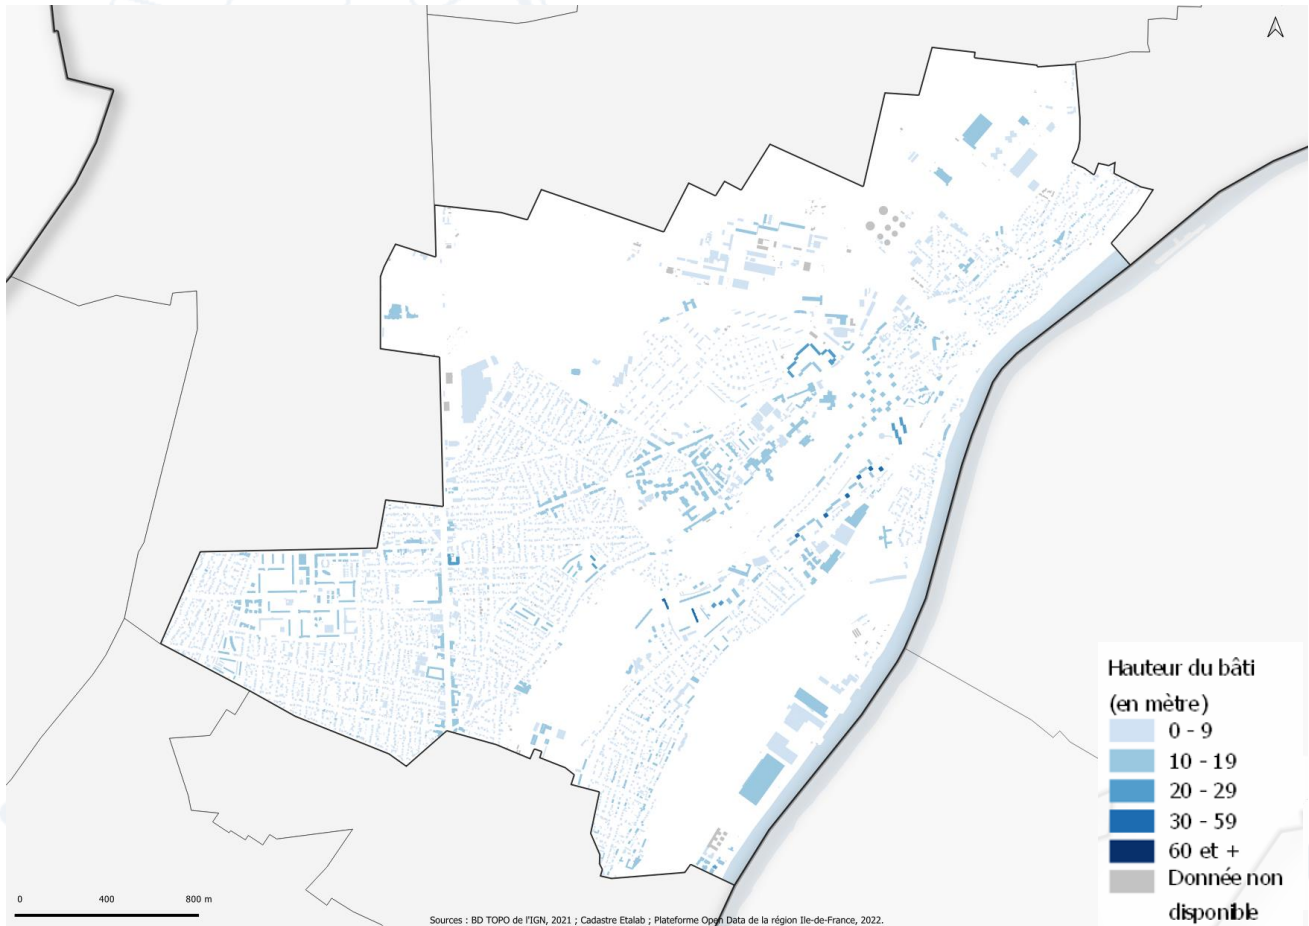 Hauteur du bâti
(en mètre)
0 - 9
10 - 19
20 - 29
30 - 59
60 et +
Donnée non
disponible
0 400 800 m
Sources : BD TOPO de l'IGN, 2021 ; Cadastre Etalab ; Plateforme Open Data de la région Ile-de-France, 2022.